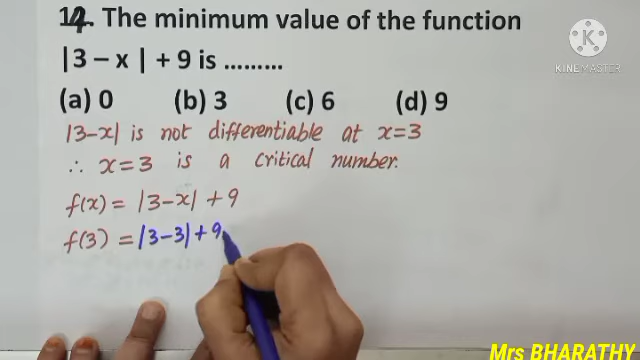 14. The minimum value of the function
|3 – x | + 9 is .........
(a) 0 (b) 3 (c) 6 (d) 9
|3-x| is not differentiable at x=3
∴ x=3 is a critical number.
f(x) = |3-x| + 9
f(3) = |3-3| + 9
KINEMASTER
Mrs BHARATHY